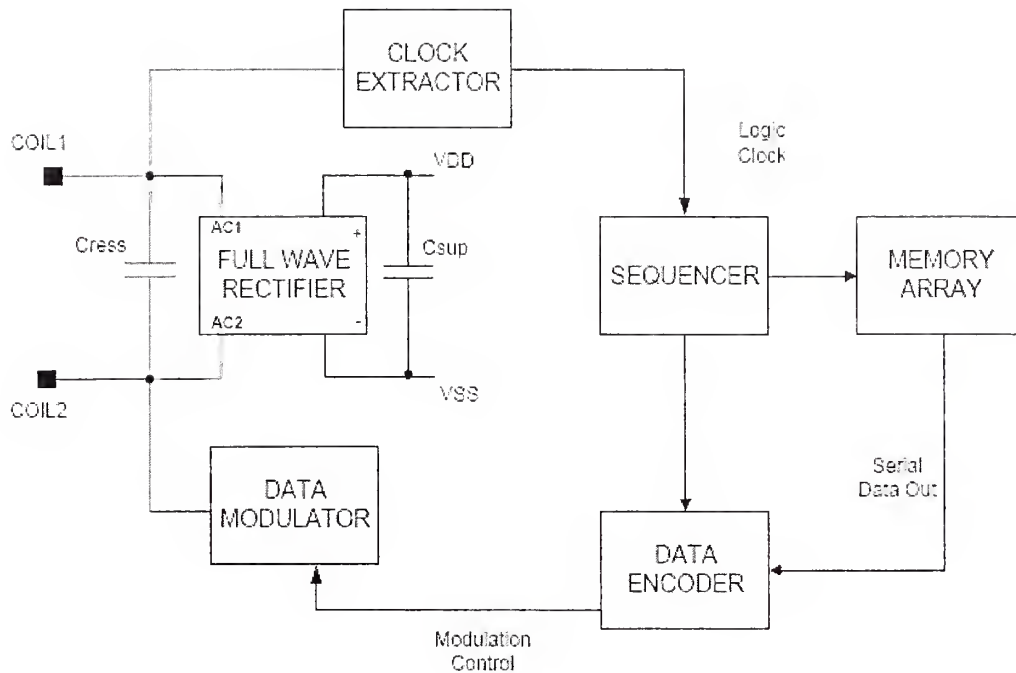 CLOCK
EXTRACTOR
COIL1
VDD
Logic
Clock
AC1
+
Cress
FULL WAVE
RECTIFIER
Csup
SEQUENCER
MEMORY
ARRAY
AC2
-
VSS
COIL2
DATA
MODULATOR
Serial
Data Out
DATA
ENCODER
Modulation
Control